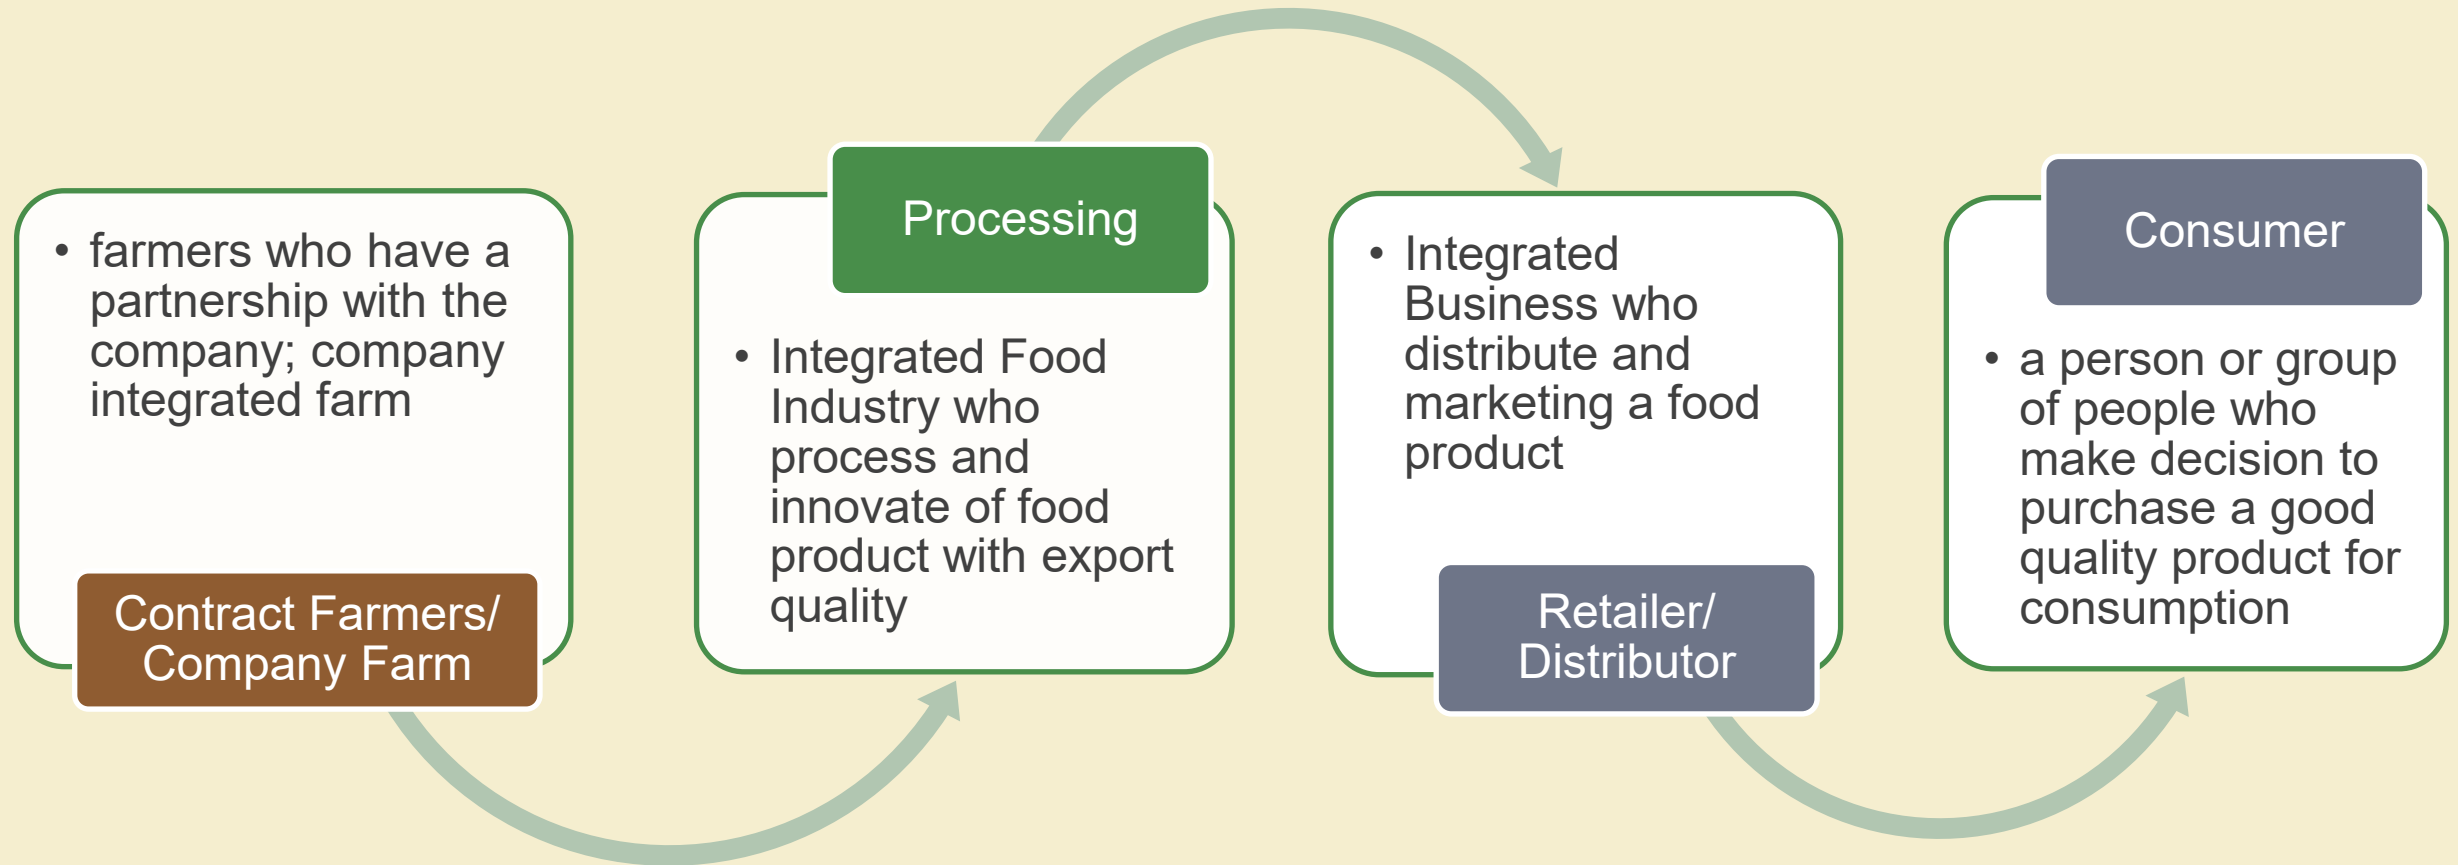 • farmers who have a
partnership with the
company; company
integrated farm
Contract Farmers/
Company Farm
Processing
• Integrated Food
Industry who
process and
innovate of food
product with export
quality
• Integrated
Business who
distribute and
marketing a food
product
Retailer/
Distributor
Consumer
• a person or group
of people who
make decision to
purchase a good
quality product for
consumption